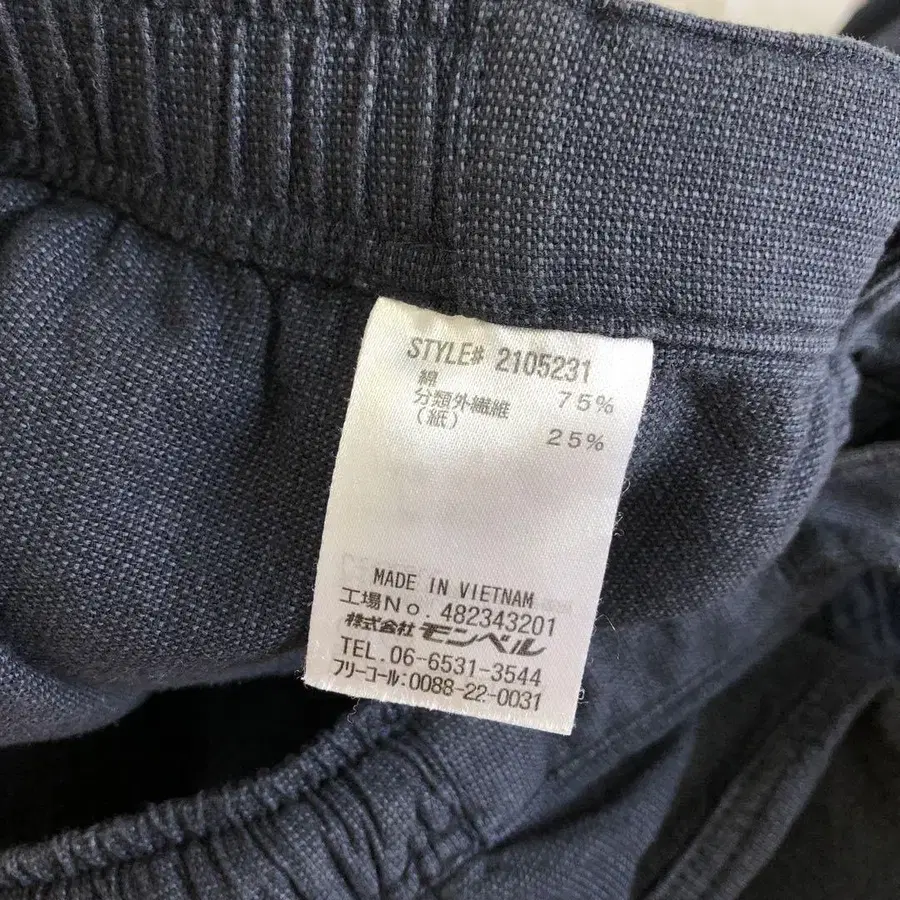 STYLE# 2105231
綿 75%
分類外繊維
(紙) 25%
MADE IN VIETNAM
工場No. 482343201
株式会社モンベル
TEL.06-6531-3544
フリーコール:0088-22-0031